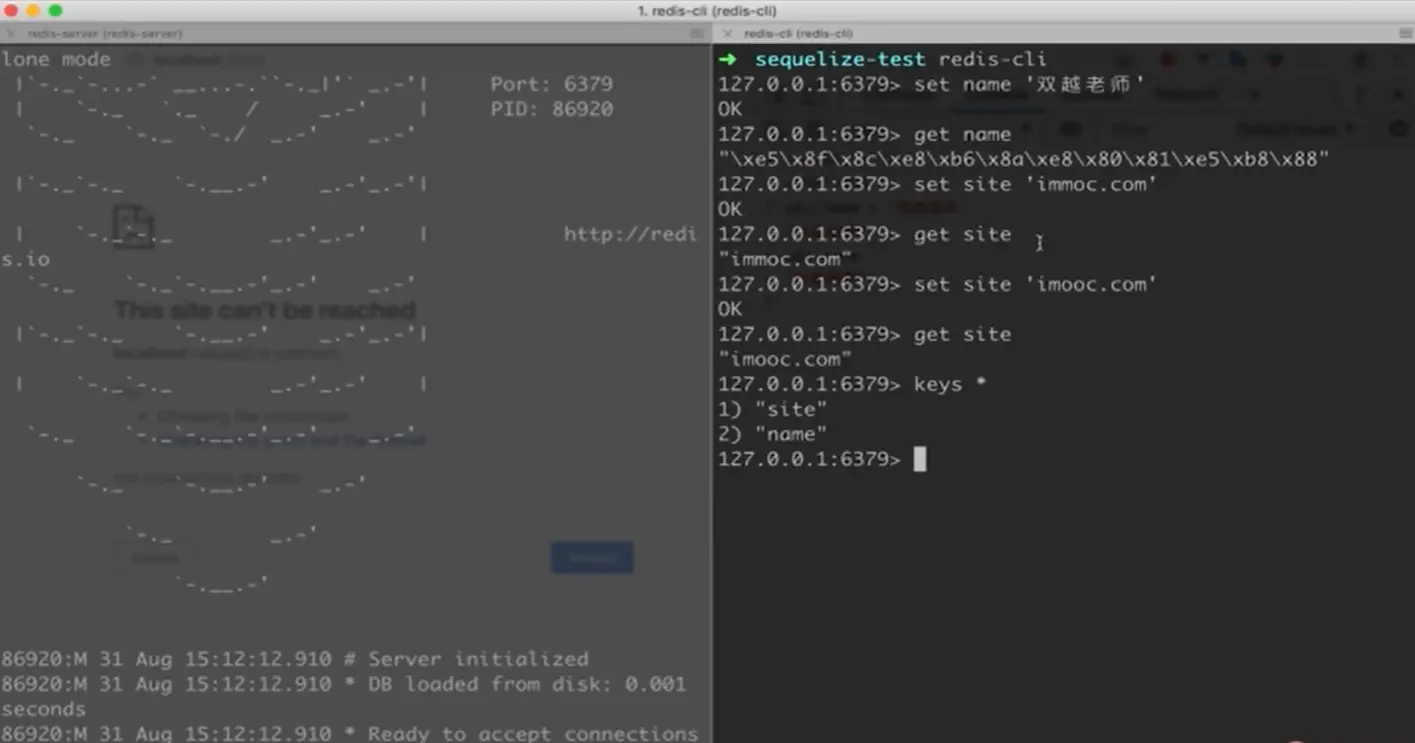 1. redis-cli (redis-cli)
redis-server (redis-server)
lone mode
Port: 6379
PID: 86920
http://redi
s.io
This site can't be reached
86920:M 31 Aug 15:12:12.910 # Server initialized
86920:M 31 Aug 15:12:12.910 * DB loaded from disk: 0.001
seconds
86920:M 31 Aug 15:12:12.910 * Ready to accept connections
redis-cli (redis-cli)
➜ sequelize-test redis-cli
127.0.0.1:6379> set name '双越老师'
OK
127.0.0.1:6379> get name
"\xe5\x8f\x8c\xe8\xb6\x8a\xe8\x80\x81\xe5\xb8\x88"
127.0.0.1:6379> set site 'immoc.com'
OK
127.0.0.1:6379> get site
"immoc.com"
127.0.0.1:6379> set site 'imooc.com'
OK
127.0.0.1:6379> get site
"imooc.com"
127.0.0.1:6379> keys *
1) "site"
2) "name"
127.0.0.1:6379>